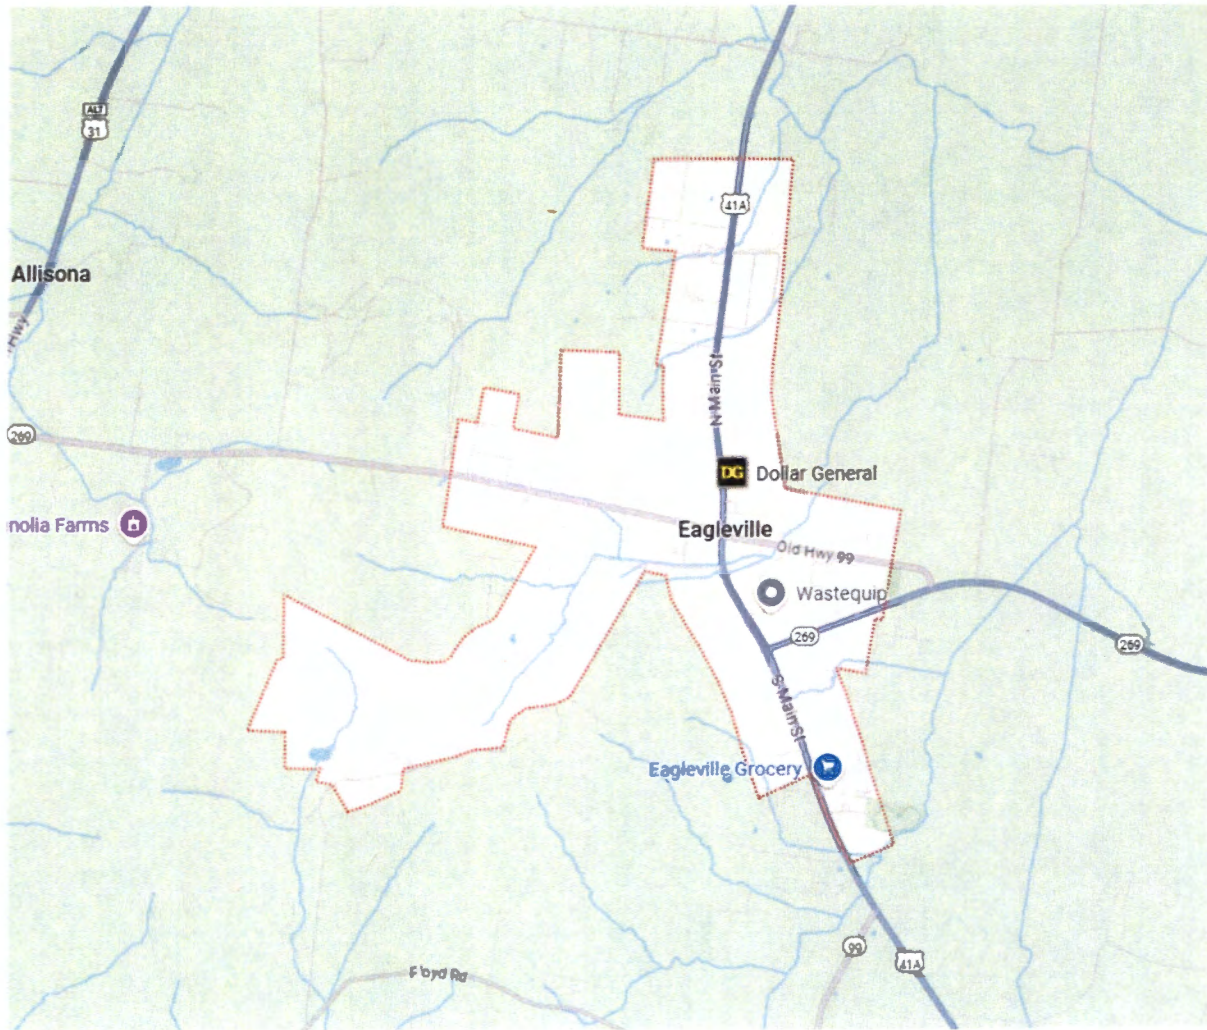 ALT
31
41A
Allisona
Hwy
N Main St
269
DG Dollar General
nolia Farms
Eagleville
Old Hwy 99
Wastequip
269
269
S Main St
Eagleville Grocery
99
41A
Floyd Rd